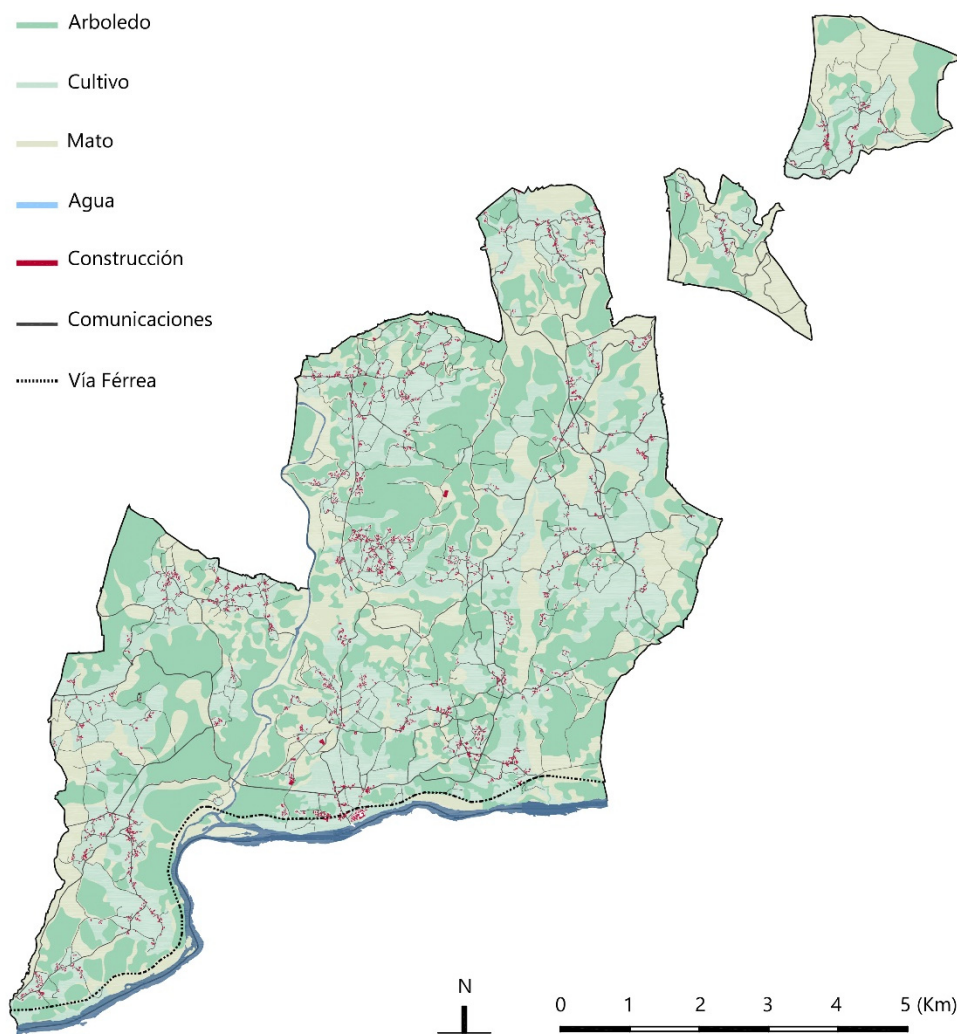 Arboledo
Cultivo
Mato
Agua
Construcción
Comunicaciones
Vía Férrea
N
0 1 2 3 4 5 (Km)